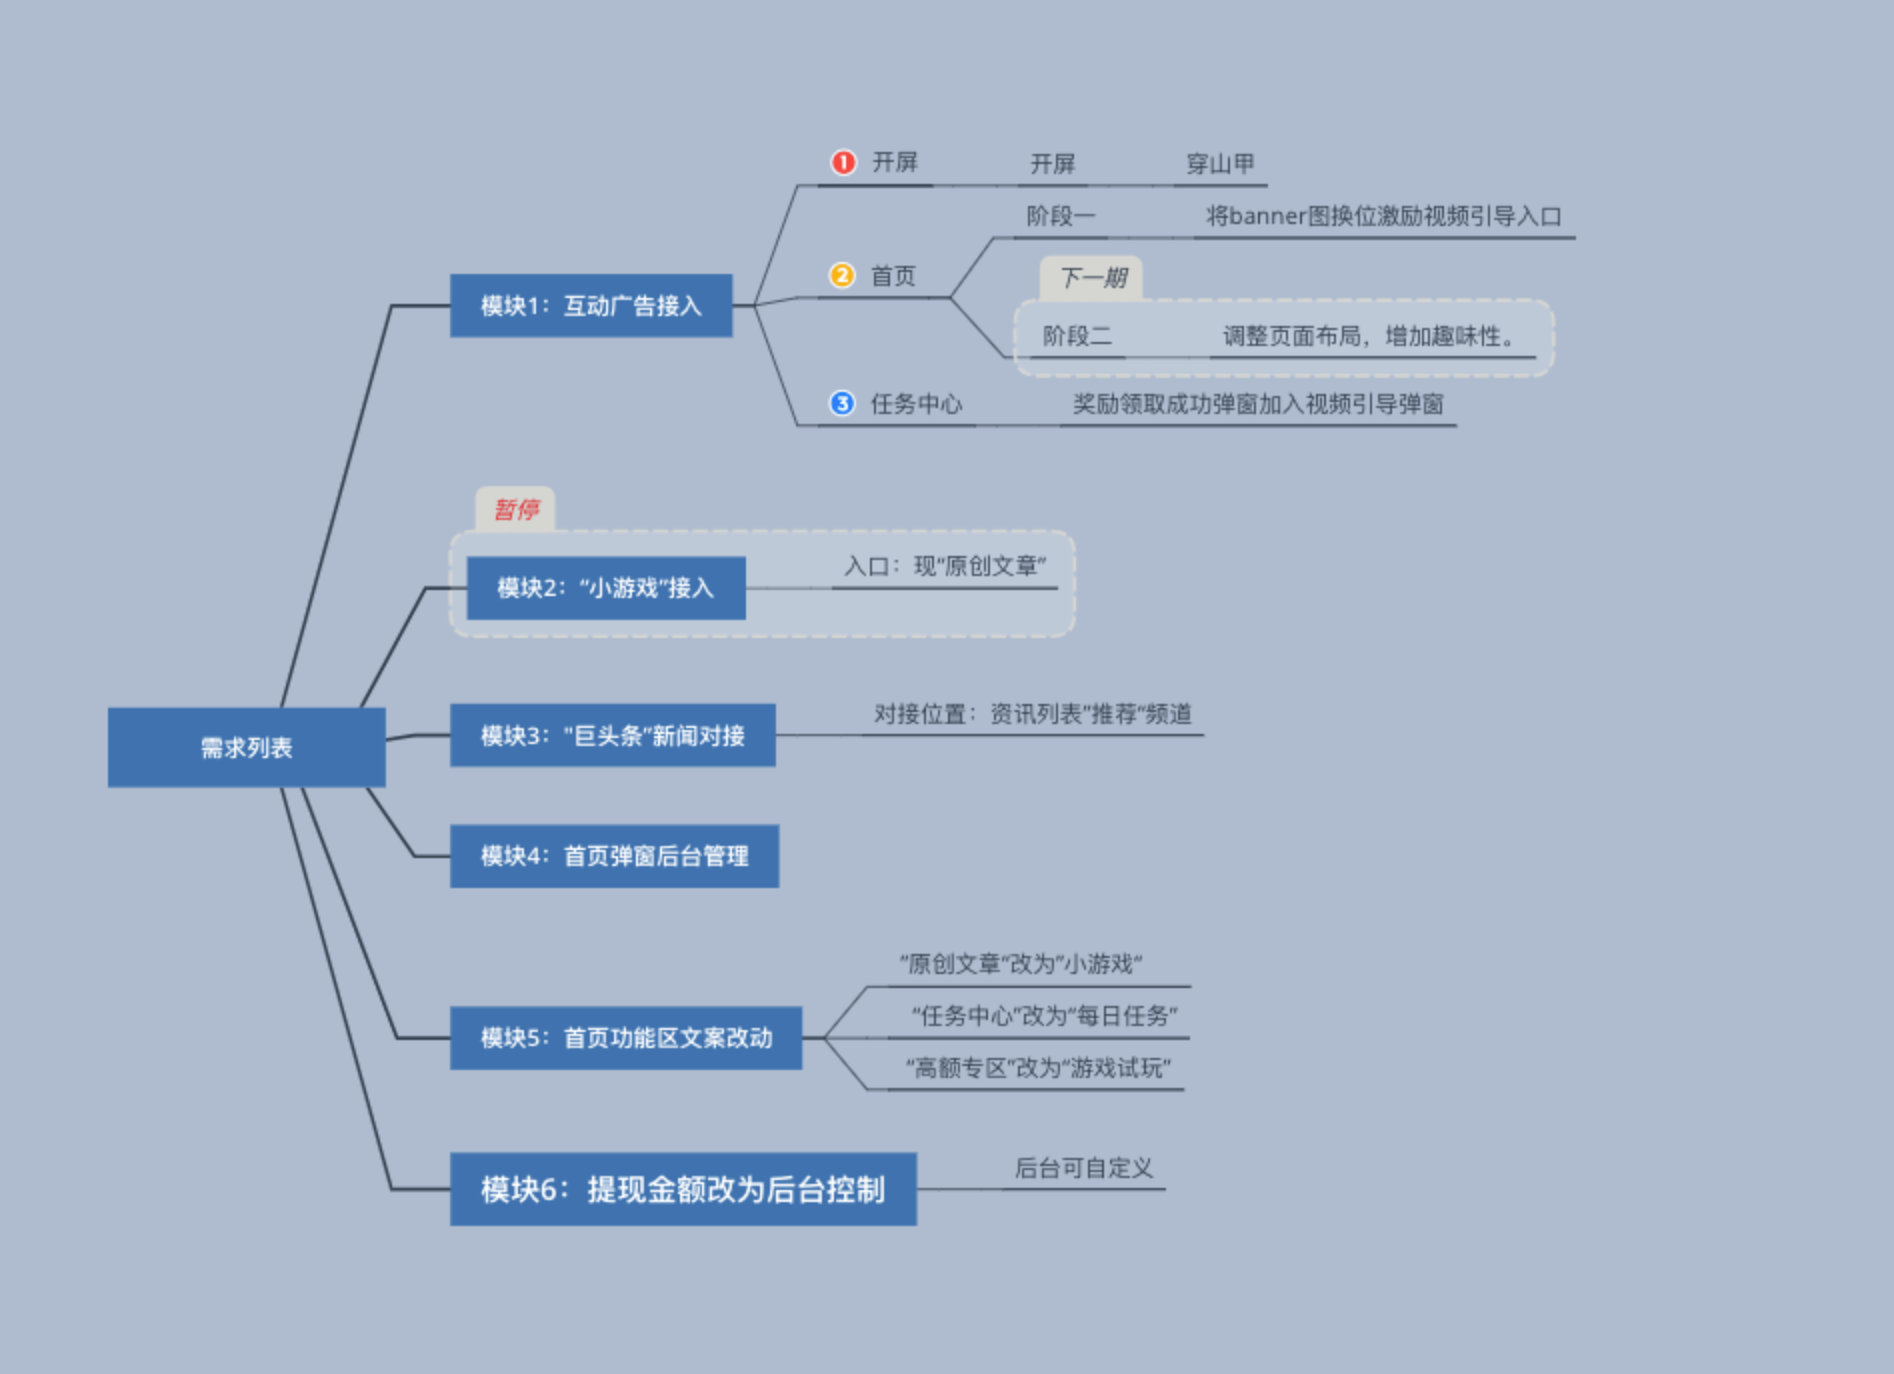 需求列表
模块1：互动广告接入
1 开屏
开屏
穿山甲
2 首页
阶段一
将banner图换位激励视频引导入口
下一期
阶段二
调整页面布局，增加趣味性。
3 任务中心
奖励领取成功弹窗加入视频引导弹窗
暂停
模块2：“小游戏”接入
入口：现“原创文章”
模块3："巨头条”新闻对接
对接位置：资讯列表”推荐“频道
模块4：首页弹窗后台管理
模块5：首页功能区文案改动
”原创文章“改为”小游戏“
“任务中心”改为“每日任务”
“高额专区”改为“游戏试玩”
模块6：提现金额改为后台控制
后台可自定义